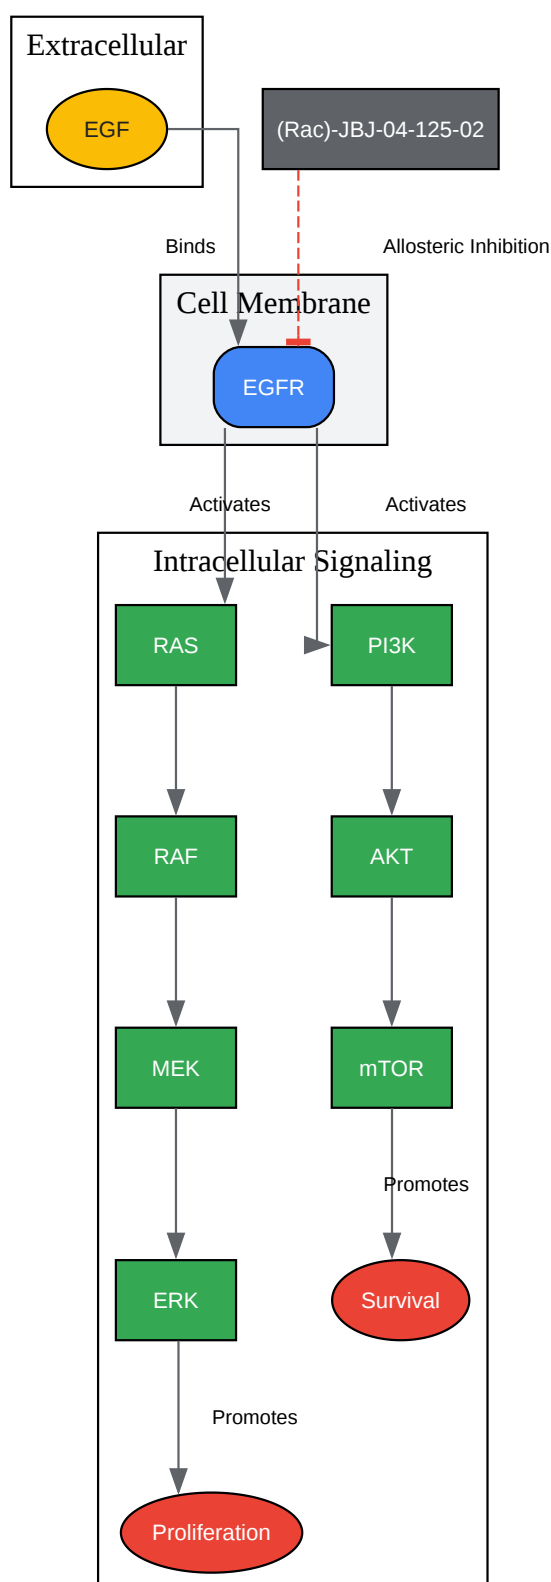 Extracellular
EGF
(Rac)-JBJ-04-125-02
Binds
Allosteric Inhibition
Cell Membrane
EGFR
Activates
Activates
Intracellular Signaling
RAS
PI3K
RAF
AKT
MEK
mTOR
Promotes
ERK
Survival
Promotes
Proliferation